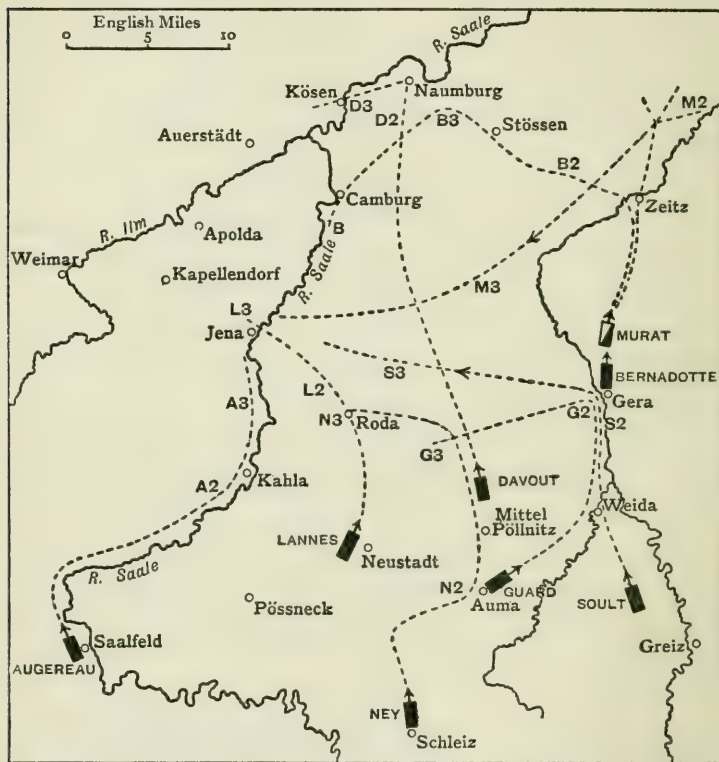 English Miles
0 5 10
R. Saale
Kösen
Naumburg
D3
D2
B3
Stössen
M2
Auerstädt
B2
Camburg
Zeitz
R. Ilm
Apolda
1B
R. Saale
Weimar
Kapellendorf
M3
L3
Jena
MURAT
S3
BERNADOTTE
A3
L2
Gera
G2
S2
N3
Roda
G3
A2
Kahla
DAVOUT
Weida
LANNES
Mittel
Pöllnitz
Neustadt
R. Saale
N2
GUARD
Auma
SOULT
Pössneck
Saalfeld
AUGEREAU
Greiz
NEY
Schleiz